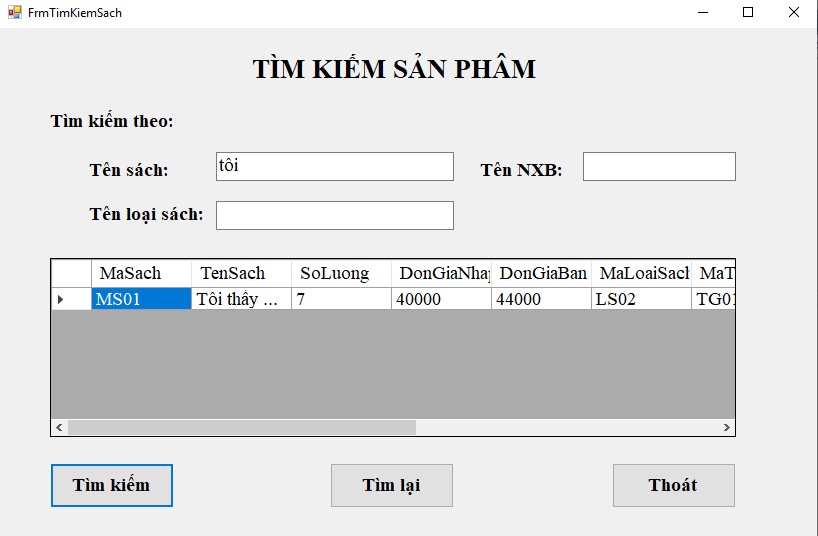 FrmTimKiemSach
TÌM KIẾM SẢN PHÂM
Tìm kiếm theo:
Tên sách: tôi Tên NXB:
Tên loại sách:
MaSach TenSach SoLuong DonGiaNhap DonGiaBan MaLoaiSach MaT
MS01 Tôi thấy ... 7 40000 44000 LS02 TG01
Tìm kiếm Tìm lại Thoát